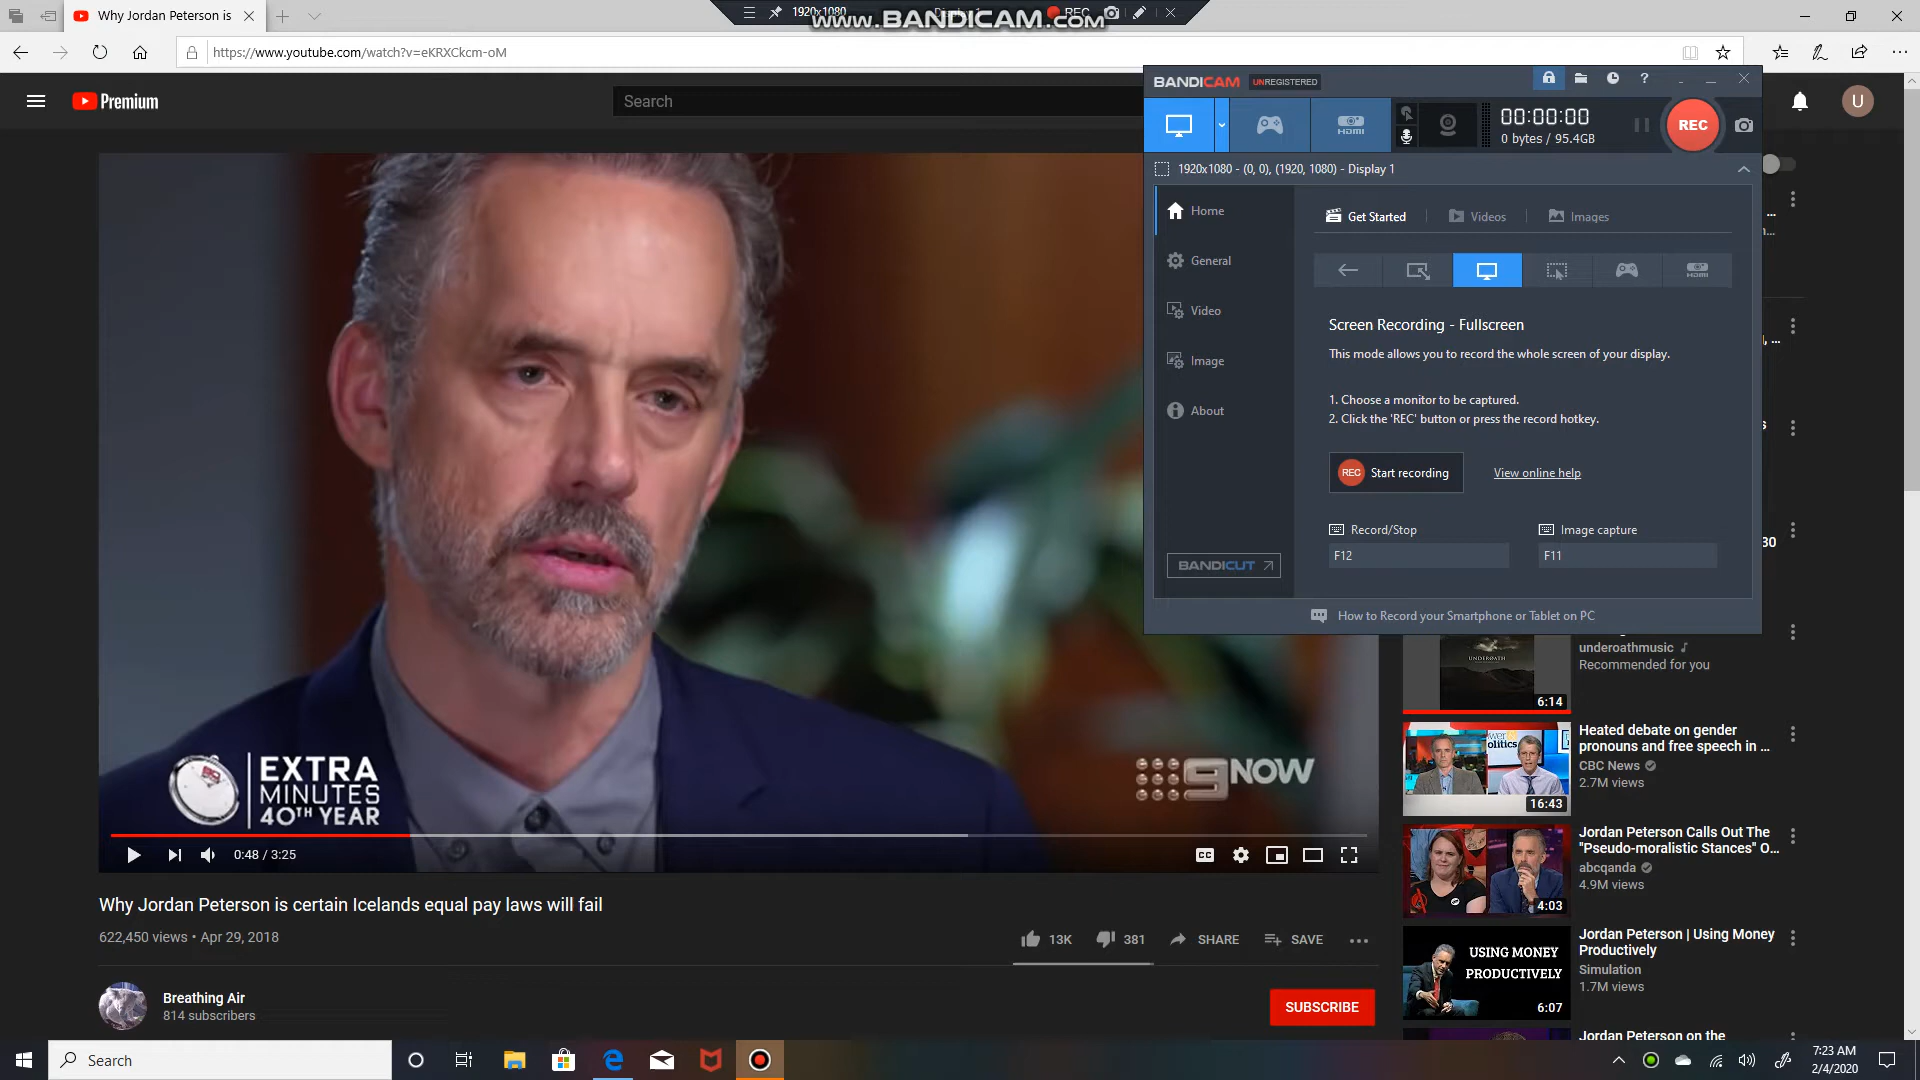 Why Jordan Peterson is
1920x1080
REC
www.BANDICAM.com
https://www.youtube.com/watch?v=eKRXCkcm-oM
Premium
Search
U
BANDICAM
UNREGISTERED
?
HDMI
00:00:00
0 bytes / 95.4GB
REC
1920x1080 - (0, 0), (1920, 1080) - Display 1
Home
General
Video
Image
About
BANDICUT
Get Started
Videos
Images
HDMI
Screen Recording - Fullscreen
This mode allows you to record the whole screen of your display.
1. Choose a monitor to be captured.
2. Click the 'REC' button or press the record hotkey.
REC
Start recording
View online help
Record/Stop
Image capture
F12
F11
How to Record your Smartphone or Tablet on PC
EXTRA
MINUTES
40TH YEAR
9NOW
0:48 / 3:25
CC
Why Jordan Peterson is certain Icelands equal pay laws will fail
622,450 views • Apr 29, 2018
13K
381
SHARE
SAVE
Breathing Air
814 subscribers
SUBSCRIBE
30
UNDEROATH
6:14
underoathmusic
Recommended for you
olitics
16:43
Heated debate on gender
pronouns and free speech in ...
CBC News
2.7M views
4:03
Jordan Peterson Calls Out The
"Pseudo-moralistic Stances" O...
abcqanda
4.9M views
USING MONEY
PRODUCTIVELY
6:07
Jordan Peterson | Using Money
Productively
Simulation
1.7M views
Jordan Peterson on the
Search
7:23 AM
2/4/2020